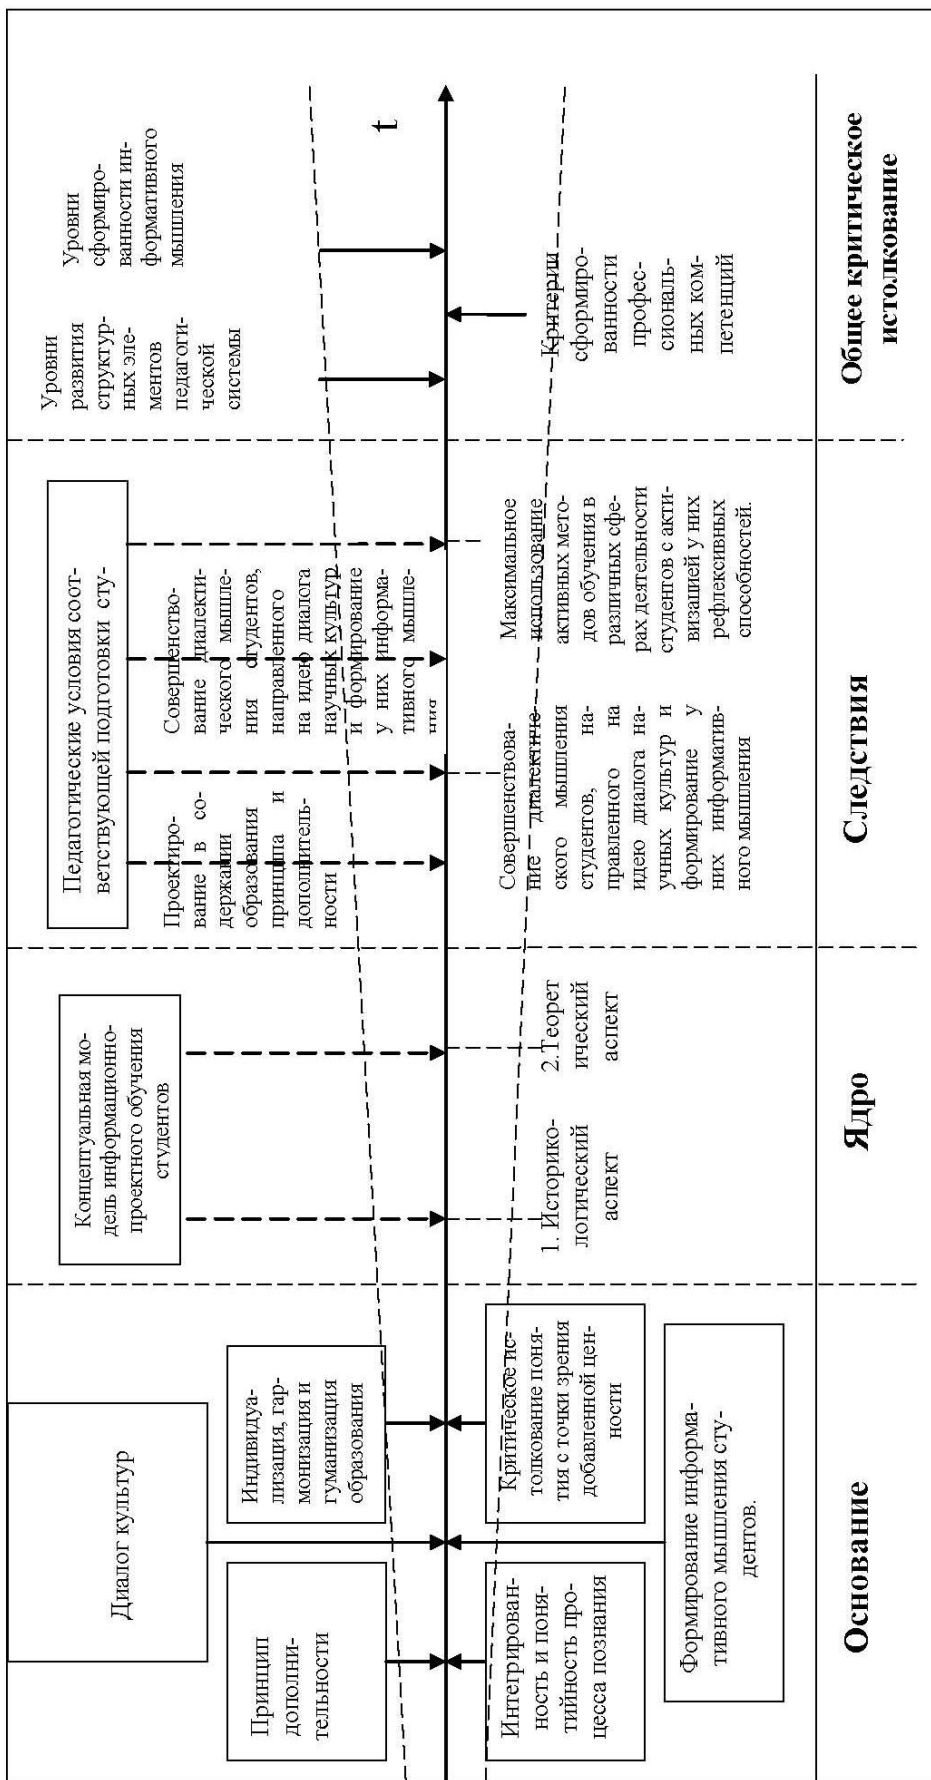 Диалог культур
Принцип
дополни-
тельности
Индивидуа-
лизация, гар-
монизация и
гуманизация
образования
Интегрирован-
ность и поня-
тийность про-
цесса познания
Критическое ис-
толкование поня-
тия с точки зрения
добавленной цен-
ности
Формирование информа-
тивного мышления сту-
дентов.
Основание
Концептуальная мо-
дель информационно-
проектного обучения
студентов
1. Историко-
логический
аспект
2.Теорет
ический
аспект
Ядро
Педагогические условия соот-
ветствующей подготовки сту-
дентов
Проектиро-
вание в со-
держании
образования
принципа и
дополнитель-
ности
Совершенство-
вание диалекти-
ческого мышле-
ния студентов,
направленного
на идею диалога
научных культур
и формирование
у них информа-
тивного мышле-
ния
Совершенствова-
ние диалектиче-
ского мышления
студентов, на-
правленного на
идею диалога на-
учных культур и
формирование у
них информатив-
ного мышления
Максимальное
использование
активных мето-
дов обучения в
различных сфе-
рах деятельности
студентов с акти-
визацией у них
рефлексивных
способностей.
Следствия
Уровни
развития
структур-
ных эле-
ментов
педагоги-
ческой
системы
Уровни
сформиро-
ванности ин-
формативного
мышления
t
Критерии
сформиро-
ванности
профес-
сиональ-
ных ком-
петенций
Общее критическое
истолкование